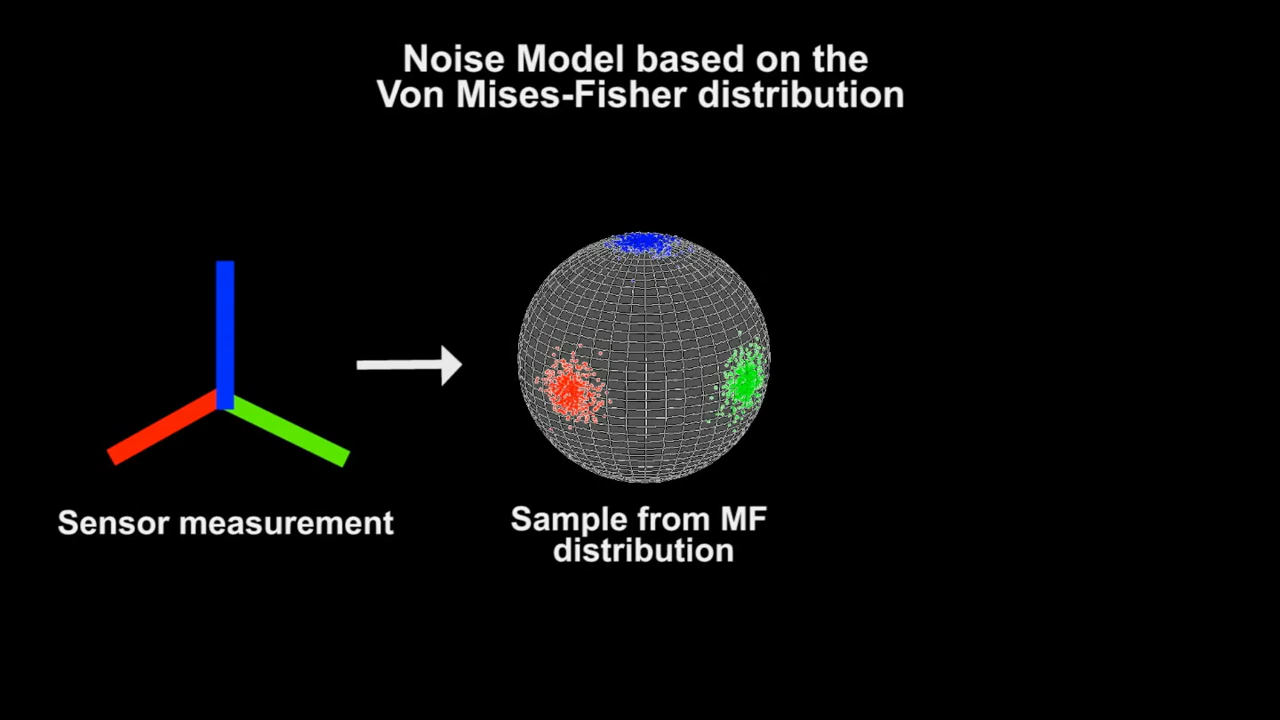 Noise Model based on the
Von Mises-Fisher distribution
Sensor measurement
Sample from MF
distribution